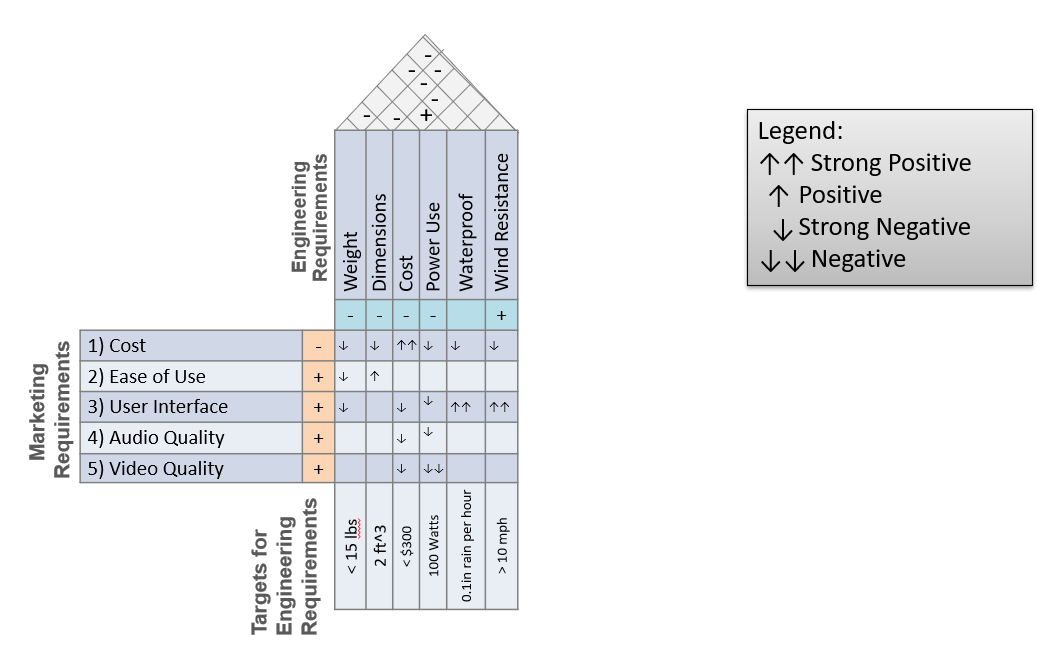 -
- -
-
-
- - +
Engineering
Requirements
Weight
Dimensions
Cost
Power Use
Waterproof
Wind Resistance
- - - - +
Marketing
Requirements
1) Cost - ↓ ↓ ↑↑ ↓ ↓ ↓
2) Ease of Use + ↓ ↑
3) User Interface + ↓ ↓ ↓ ↑↑ ↑↑
4) Audio Quality + ↓ ↓
5) Video Quality + ↓ ↓↓
Targets for
Engineering
Requirements
< 15 lbs
2 ft^3
< $300
100 Watts
0.1in rain per hour
> 10 mph
Legend:
↑↑ Strong Positive
↑ Positive
↓ Strong Negative
↓↓ Negative